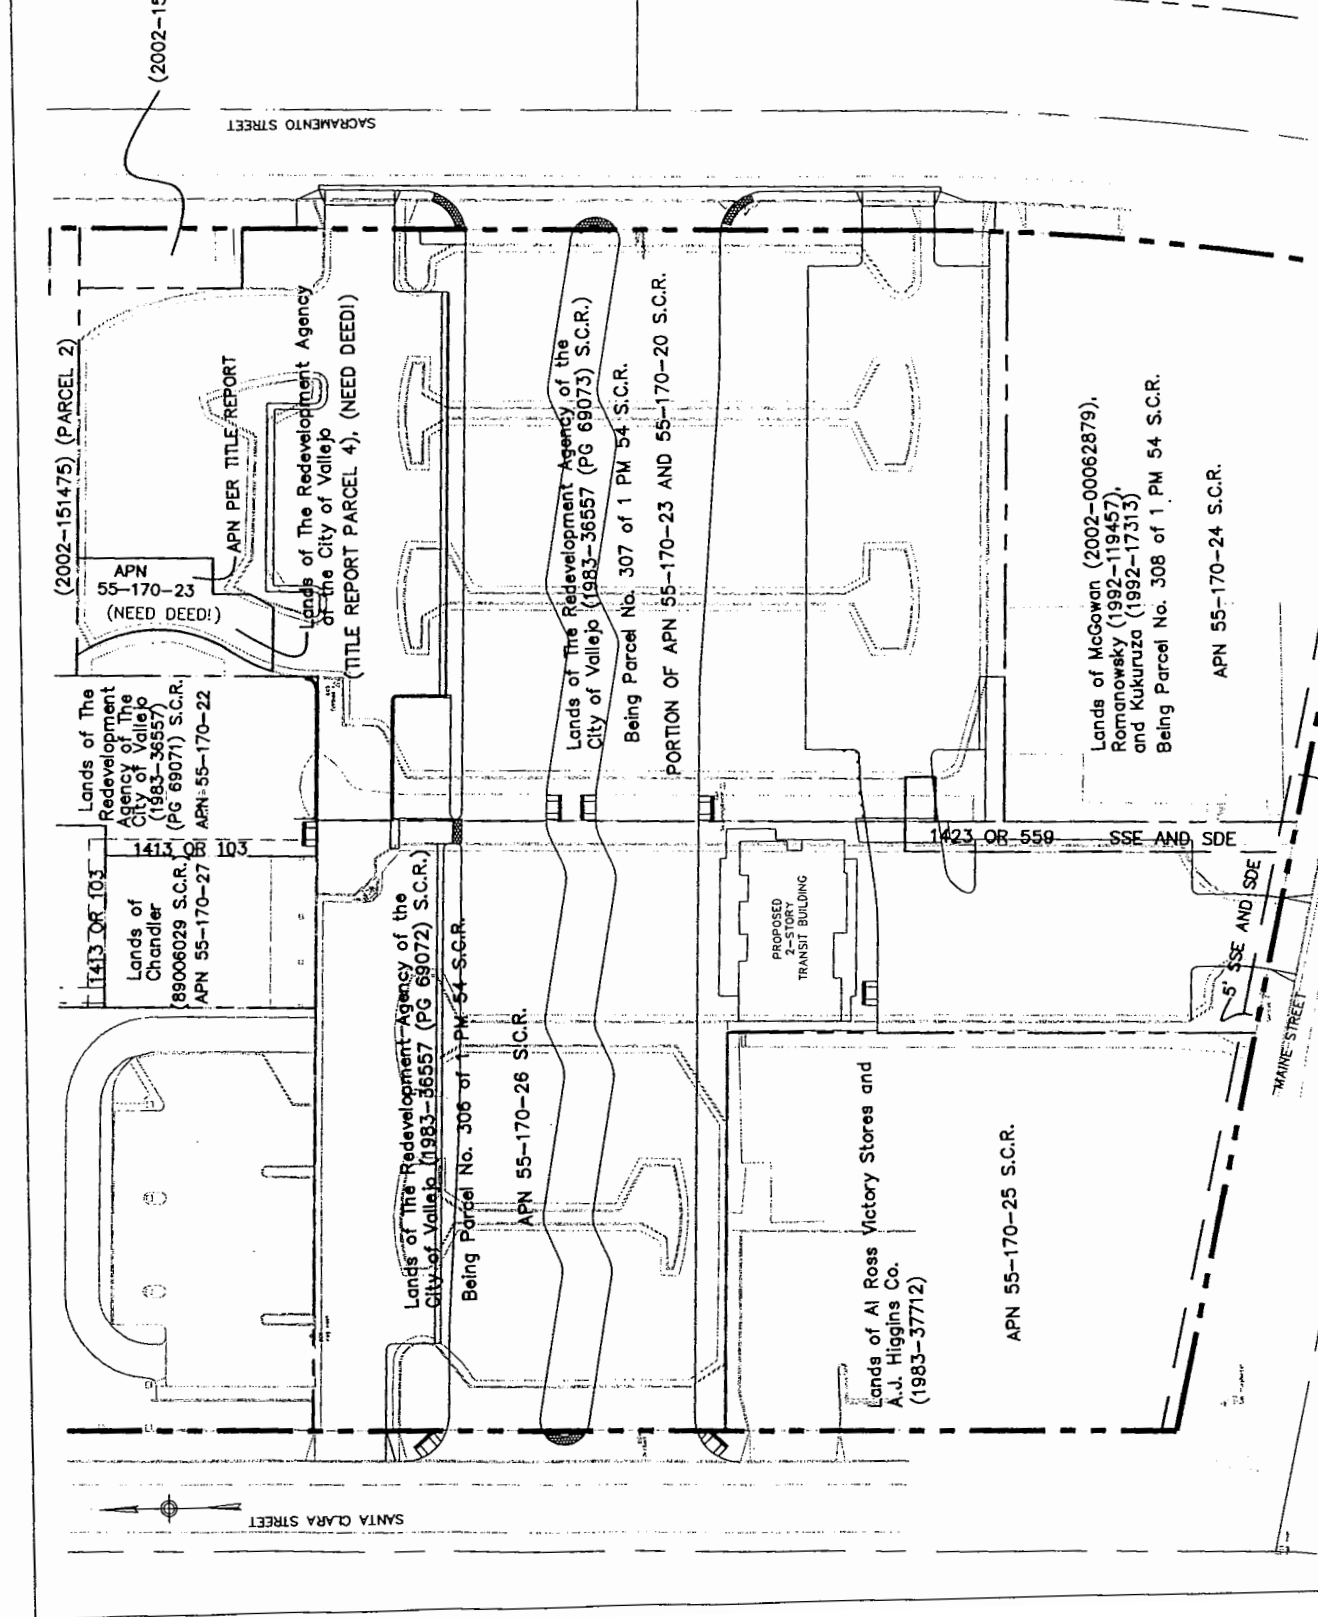 (2002-15
SACRAMENTO STREET
(2002-151475) (PARCEL 2)
APN PER TITLE REPORT
APN
55-170-23
(NEED DEED!)
Lands of The Redevelopment Agency
of the City of Vallejo
(TITLE REPORT PARCEL 4), (NEED DEED!)
Lands of The Redevelopment Agency of the
City of Vallejo (1983-36557 (PG 69073) S.C.R.)
Being Parcel No. 307 of 1 PM 54 S.C.R.
PORTION OF APN 55-170-23 AND 55-170-20 S.C.R.
Lands of McGowan (2002-00062879),
Romanowsky (1992-119457),
and Kukuruza (1992-17313)
Being Parcel No. 308 of 1 PM 54 S.C.R.
APN 55-170-24 S.C.R.
Lands of The
Redevelopment
Agency of The
City of Vallejo
(1983-36557)
(PG 69071) S.C.R.
APN 55-170-22
1413 OR 103
1413 OR 103
Lands of
Chandler
(89006029 S.C.R.)
APN 55-170-27
1423 OR 559
SSE AND SDE
5' SSE AND SDE
PROPOSED
2-STORY
TRANSIT BUILDING
MAINE STREET
Lands of The Redevelopment Agency of the
City of Vallejo (1983-36557 (PG 69072) S.C.R.)
Being Parcel No. 306 of 1 PM 54 S.C.R.
APN 55-170-26 S.C.R.
Lands of Al Ross Victory Stores and
A.J. Higgins Co.
(1983-37712)
APN 55-170-25 S.C.R.
SANTA CLARA STREET